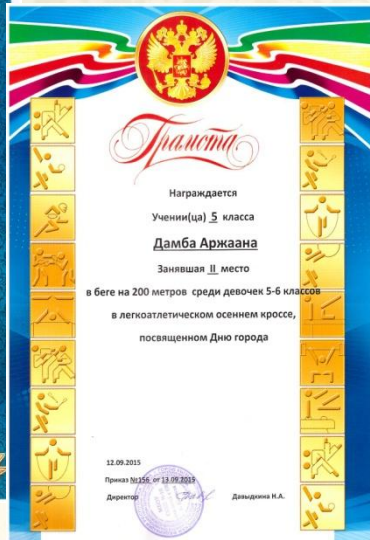 Грамота
Награждается
Учении(ца) 5 класса
Дамба Аржаана
Занявшая II место
в беге на 200 метров среди девочек 5-6 классов
в легкоатлетическом осеннем кроссе,
посвященном Дню города
12.09.2015
Приказ №156 от 13.09.2015
Директор Давыдкина Н.А.